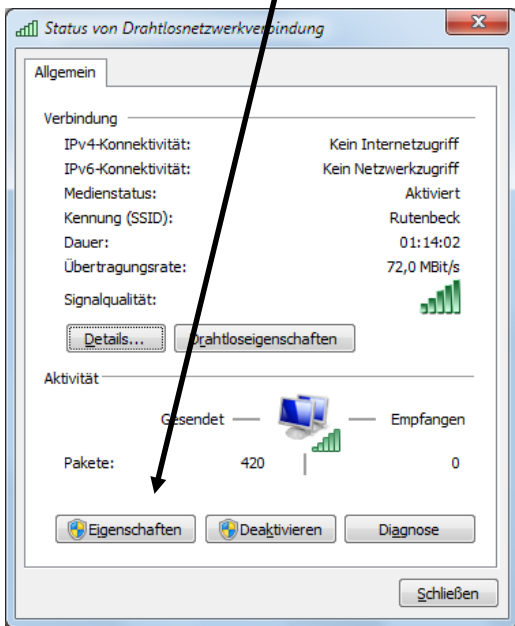 Status von Drahtlosnetzwerkverbindung
Allgemein
Verbindung
IPv4-Konnektivität: Kein Internetzugriff
IPv6-Konnektivität: Kein Netzwerkzugriff
Medienstatus: Aktiviert
Kennung (SSID): Rutenbeck
Dauer: 01:14:02
Übertragungsrate: 72,0 MBit/s
Signalqualität:
Details... Drahtloseigenschaften
Aktivität
Gesendet Empfangen
Pakete: 420 0
Eigenschaften Deaktivieren Diagnose
Schließen